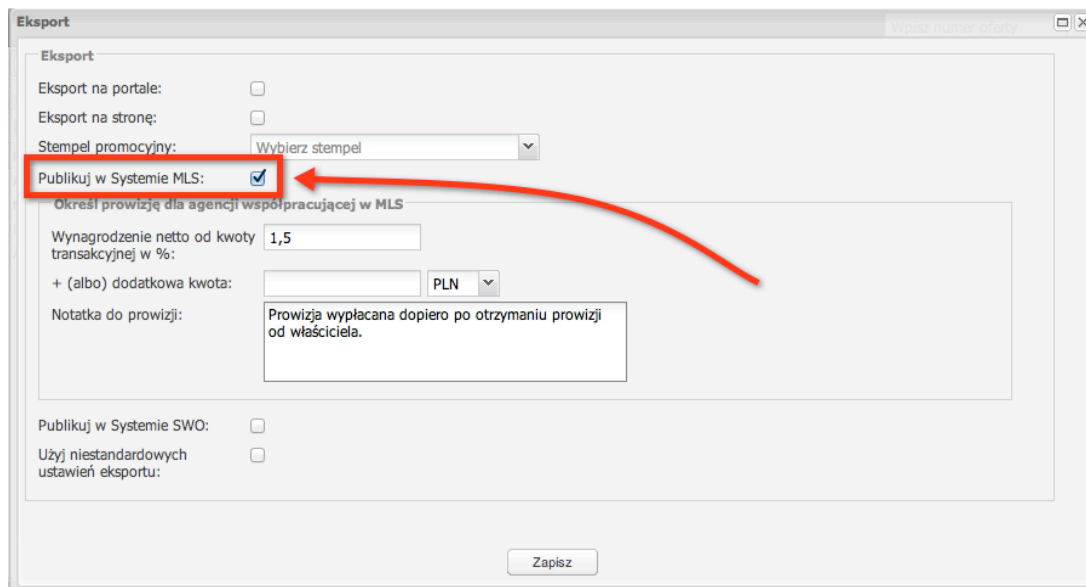 Eksport
Wpisz numer oferty
Eksport
Eksport na portale:
Eksport na stronę:
Stempel promocyjny:
Wybierz stempel
Publikuj w Systemie MLS:
Określ prowizję dla agencji współpracującej w MLS
Wynagrodzenie netto od kwoty
transakcyjnej w %:
1,5
+ (albo) dodatkowa kwota:
PLN
Notatka do prowizji:
Prowizja wypłacana dopiero po otrzymaniu prowizji
od właściciela.
Publikuj w Systemie SWO:
Użyj niestandardowych
ustawień eksportu:
Zapisz